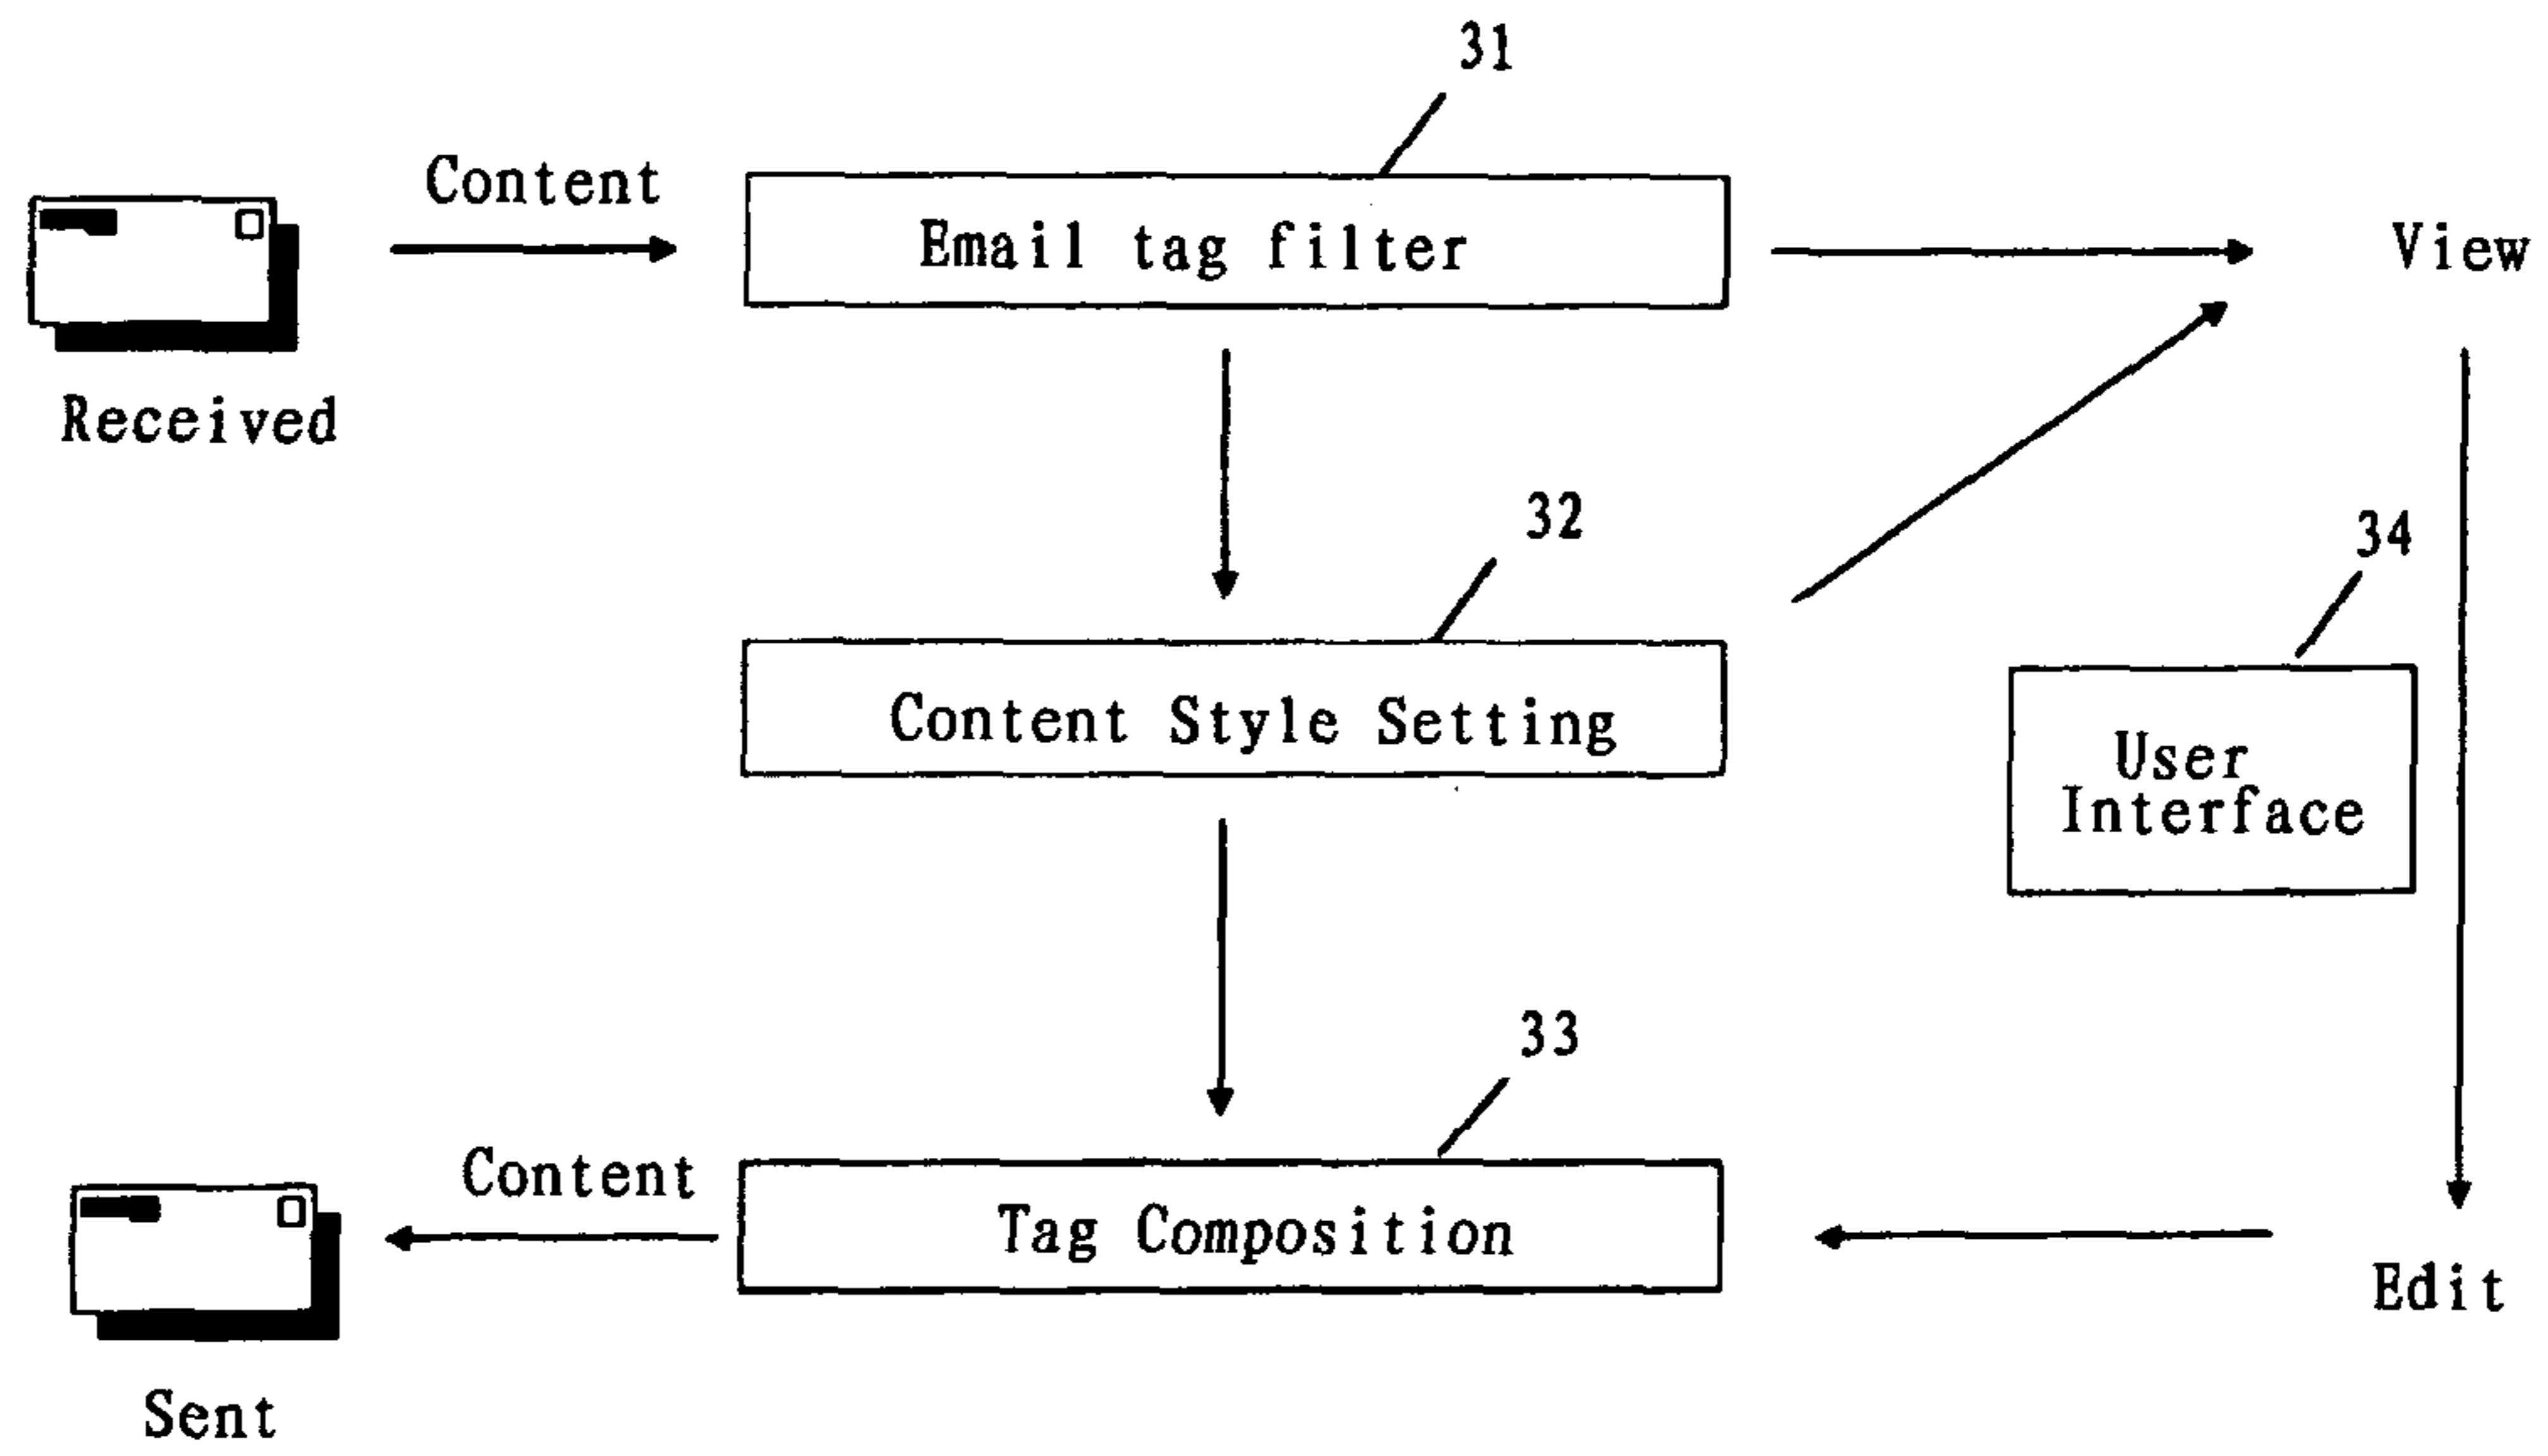 31
Content
Email tag filter
View
Received
32
34
Content Style Setting
User
Interface
33
Content
Tag Composition
Edit
Sent